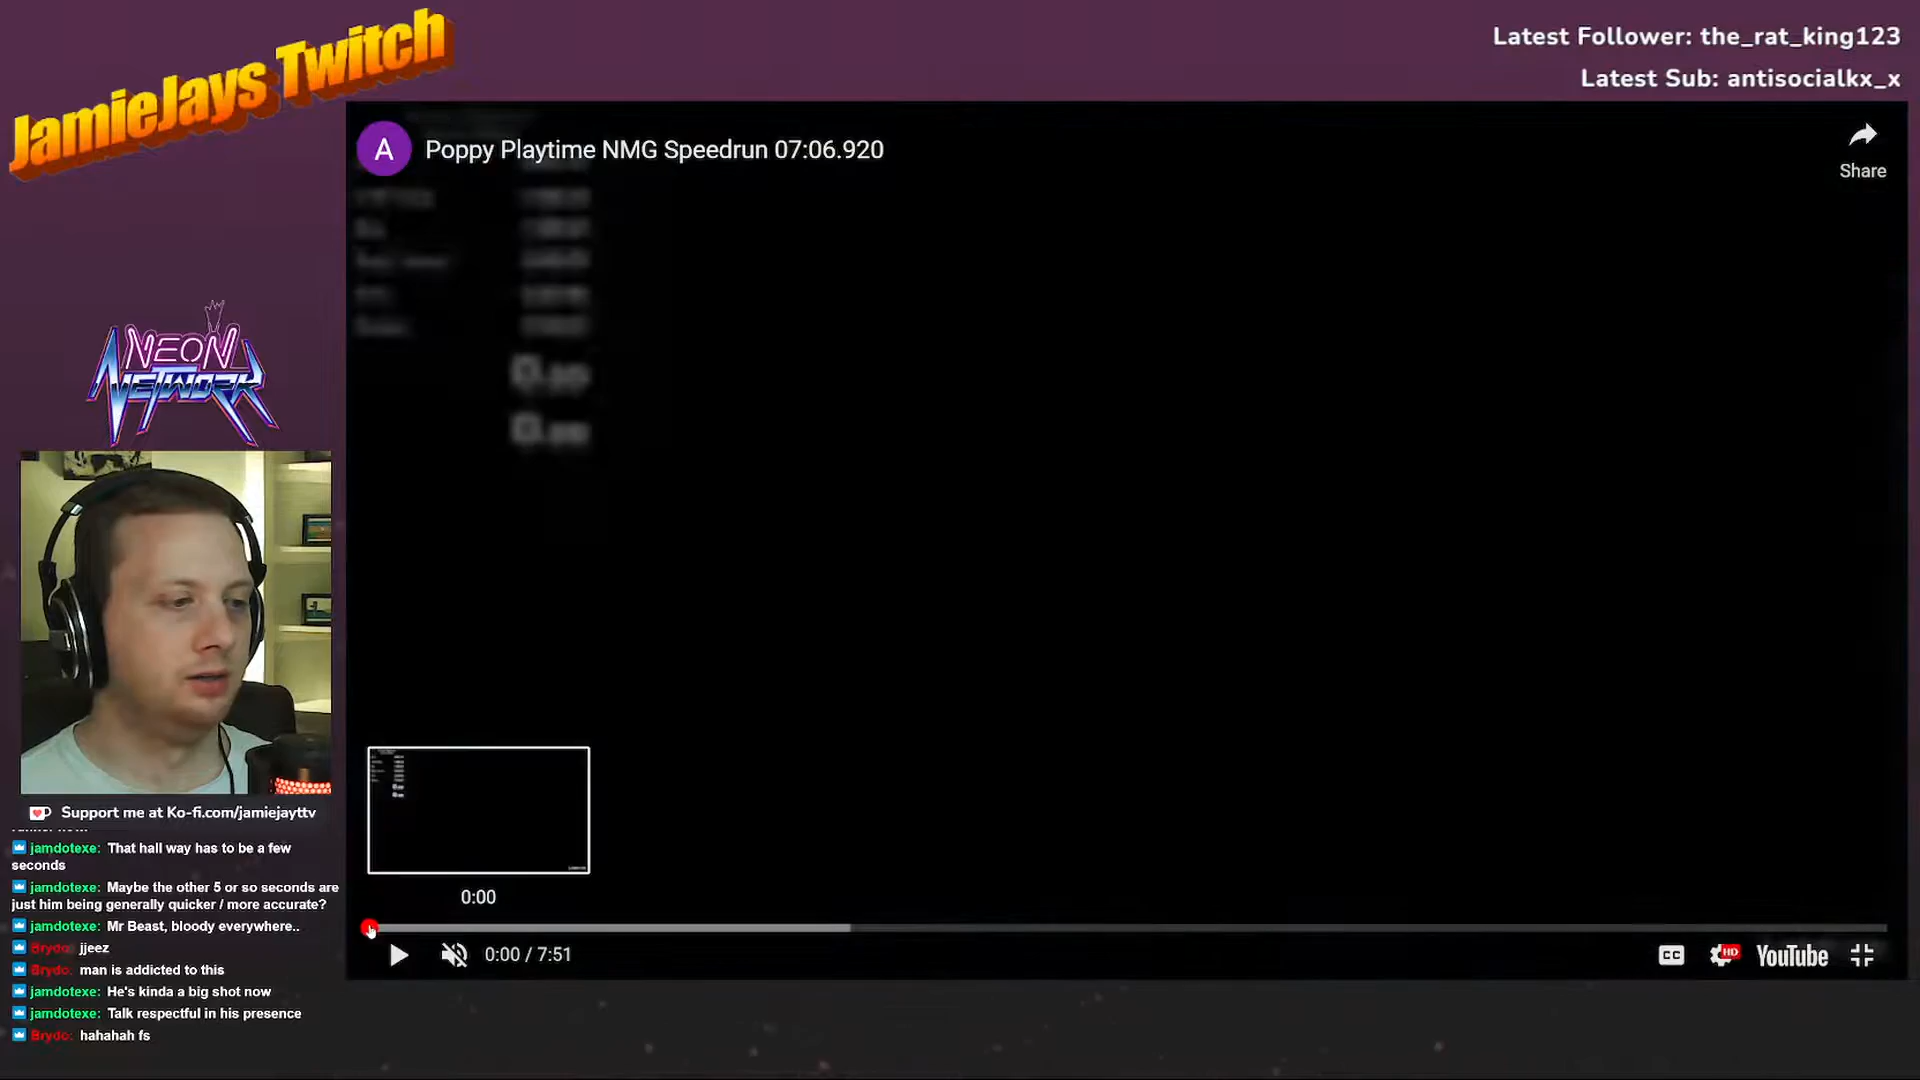 JamieJays Twitch
Latest Follower: the_rat_king123
Latest Sub: antisocialkx_x
A
Poppy Playtime NMG Speedrun 07:06.920
Share
NEON
NETWORK
0:00
0:00 / 7:51
CC
HD
YouTube
Support me at Ko-fi.com/jamiejayttv
jamdotexe: That hall way has to be a few
seconds
jamdotexe: Maybe the other 5 or so seconds are
just him being generally quicker / more accurate?
jamdotexe: Mr Beast, bloody everywhere..
Brydo: jjeez
Brydo: man is addicted to this
jamdotexe: He's kinda a big shot now
jamdotexe: Talk respectful in his presence
Brydo: hahahah fs